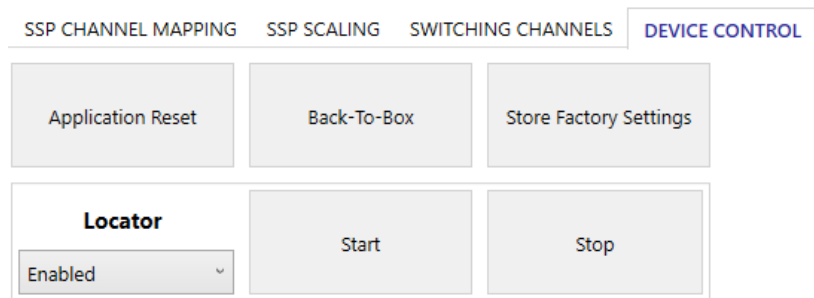 SSP CHANNEL MAPPING SSP SCALING SWITCHING CHANNELS DEVICE CONTROL
Application Reset Back-To-Box Store Factory Settings
Locator
Start Stop
Enabled